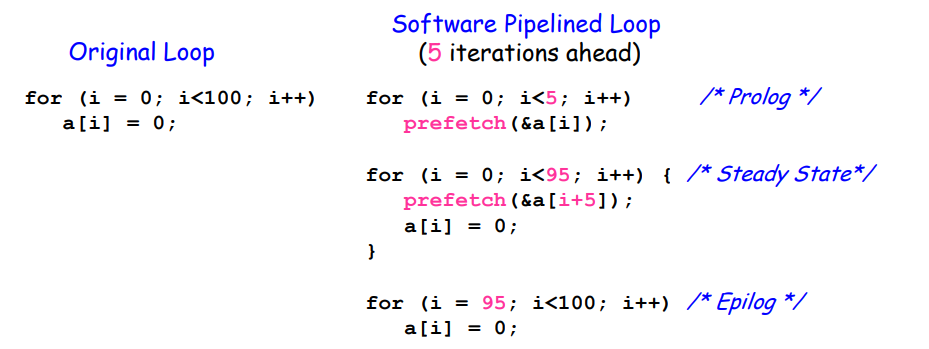 Original Loop
for (i = 0; i<100; i++)
a[i] = 0;
Software Pipelined Loop
(5 iterations ahead)
for (i = 0; i<5; i++) /* Prolog */
prefetch(&a[i]);
for (i = 0; i<95; i++) { /* Steady State*/
prefetch(&a[i+5]);
a[i] = 0;
}
for (i = 95; i<100; i++) /* Epilog */
a[i] = 0;